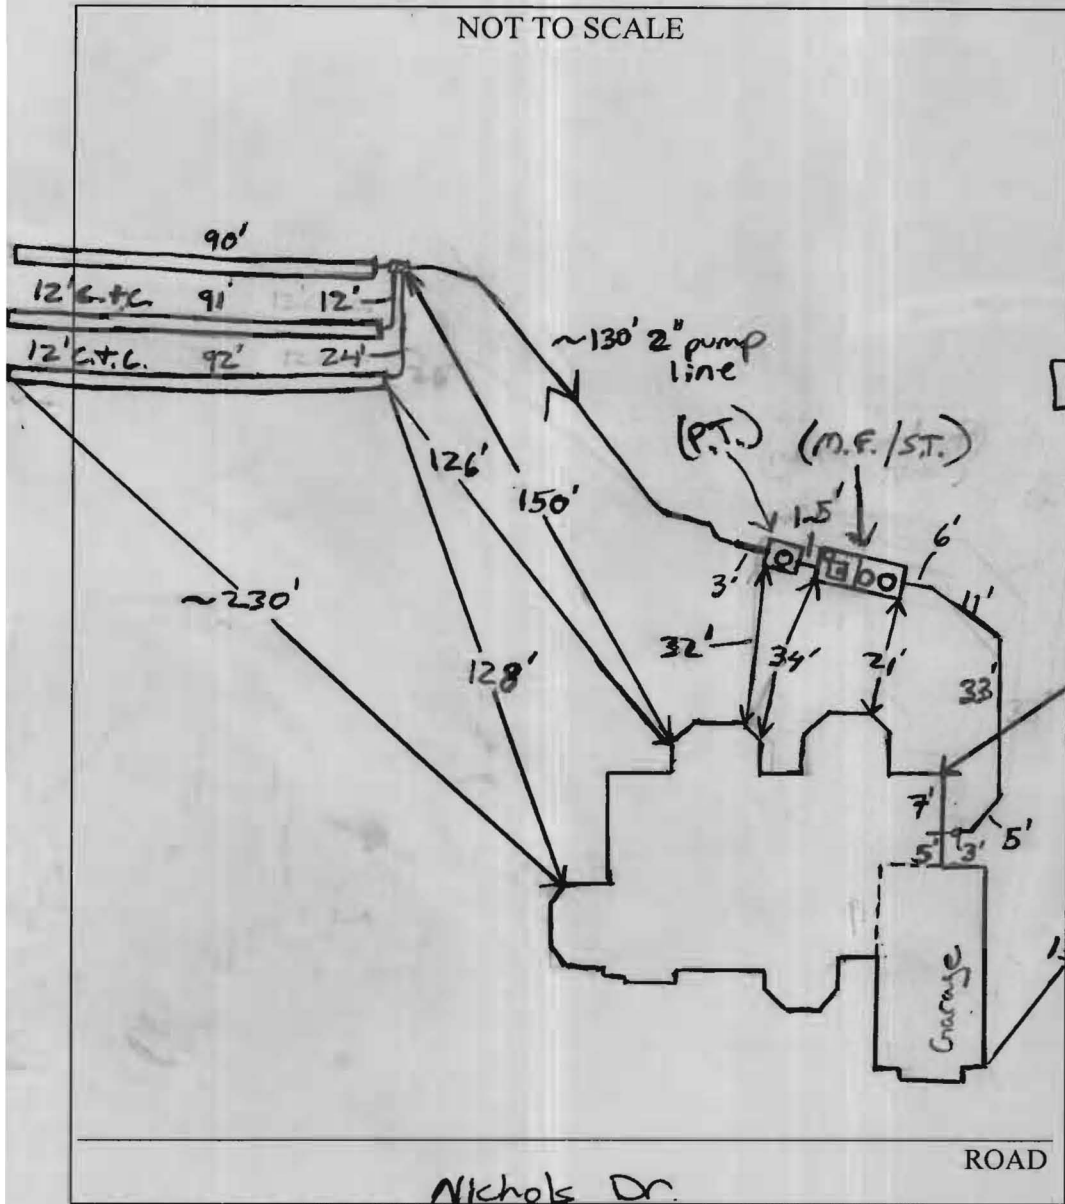 NOT TO SCALE
90'
12' c.t.c. 91' 12'
12' c.t.c. 92' 24'
~130' 2" pump
line
(P.T.) (M.F./S.T.)
126'
150'
1.5'
6'
3'
11'
~230'
32'
34'
21'
128'
33'
7'
5'
5' 3'
Garage
ROAD
Nichols Dr.